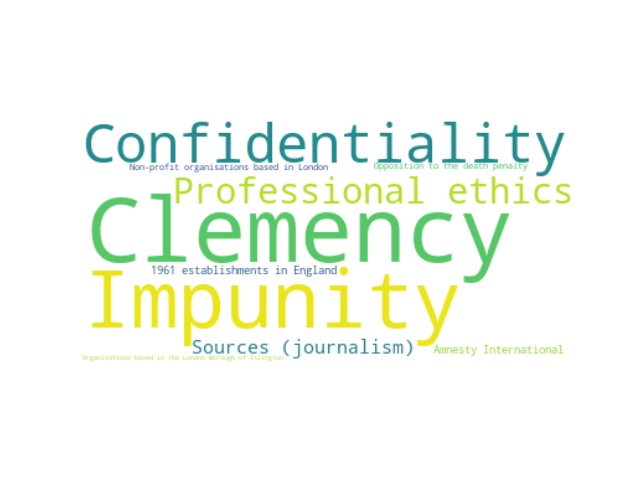 Confidentiality
Non-profit organisations based in London
Opposition to the death penalty
Professional ethics
Clemency
1961 establishments in England
Impunity
Sources (journalism)
Amnesty International
Organisations based in the London Borough of Islington